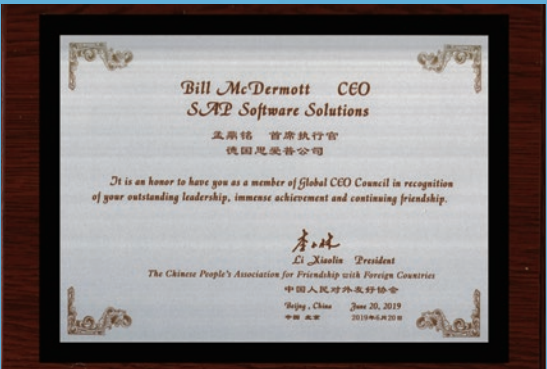 Bill McDermott CEO
SAP Software Solutions
孟鼎铭 首席执行官
德国思爱普公司
It is an honor to have you as a member of Global CEO Council in recognition
of your outstanding leadership, immense achievement and continuing friendship.
李小林
Li Xiaolin President
The Chinese People's Association for Friendship with Foreign Countries
中国人民对外友好协会
Beijing , China June 20, 2019
中国 北京 2019年6月20日